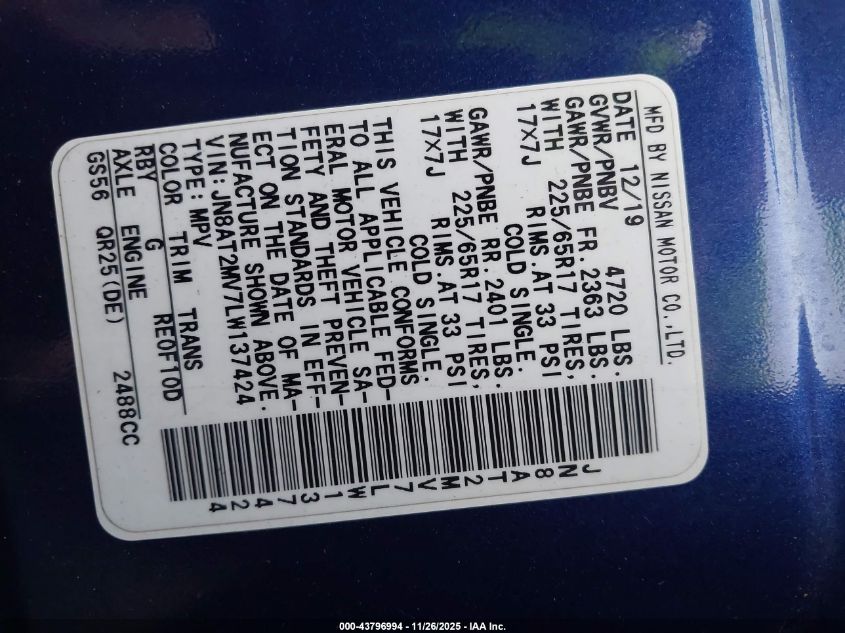 MFD BY NISSAN MOTOR CO.,LTD.
DATE 12/19
GVWR/PNBV 4720 LBS.
GAWR/PNBE FR. 2363 LBS.
WITH 225/65R17 TIRES,
17X7J RIMS.AT 33 PSI
COLD SINGLE.
GAWR/PNBE RR. 2401 LBS.
WITH 225/65R17 TIRES,
17X7J RIMS.AT 33 PSI
COLD SINGLE.
THIS VEHICLE CONFORMS
TO ALL APPLICABLE FED-
ERAL MOTOR VEHICLE SA-
FETY AND THEFT PREVEN-
TION STANDARDS IN EFF-
ECT ON THE DATE OF MA-
NUFACTURE SHOWN ABOVE.
VIN:JN8AT2MV7LW137424
TYPE:MPV
COLOR TRIM TRANS
RBY G RE0F10D
AXLE ENGINE
GS56 QR25(DE) 2488CC
JN8AT2MV7LW137424
000-43796994 - 11/26/2025 - IAA Inc.